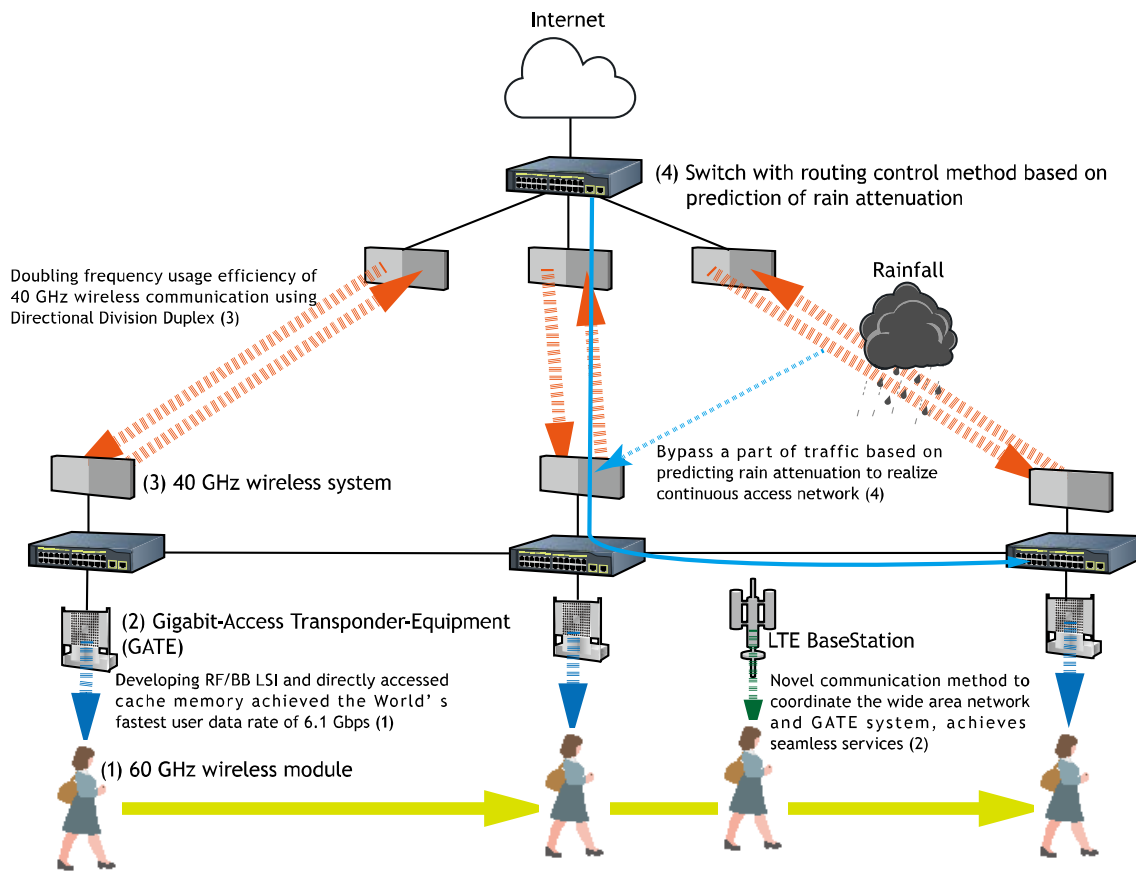 Internet
(4) Switch with routing control method based on
prediction of rain attenuation
Doubling frequency usage efficiency of
40 GHz wireless communication using
Directional Division Duplex (3)
Rainfall
Bypass a part of traffic based on
predicting rain attenuation to realize
continuous access network (4)
(3) 40 GHz wireless system
(2) Gigabit-Access Transponder-Equipment
(GATE)
LTE BaseStation
Developing RF/BB LSI and directly accessed
cache memory achieved the World’ s
fastest user data rate of 6.1 Gbps (1)
Novel communication method to
coordinate the wide area network
and GATE system, achieves
seamless services (2)
(1) 60 GHz wireless module